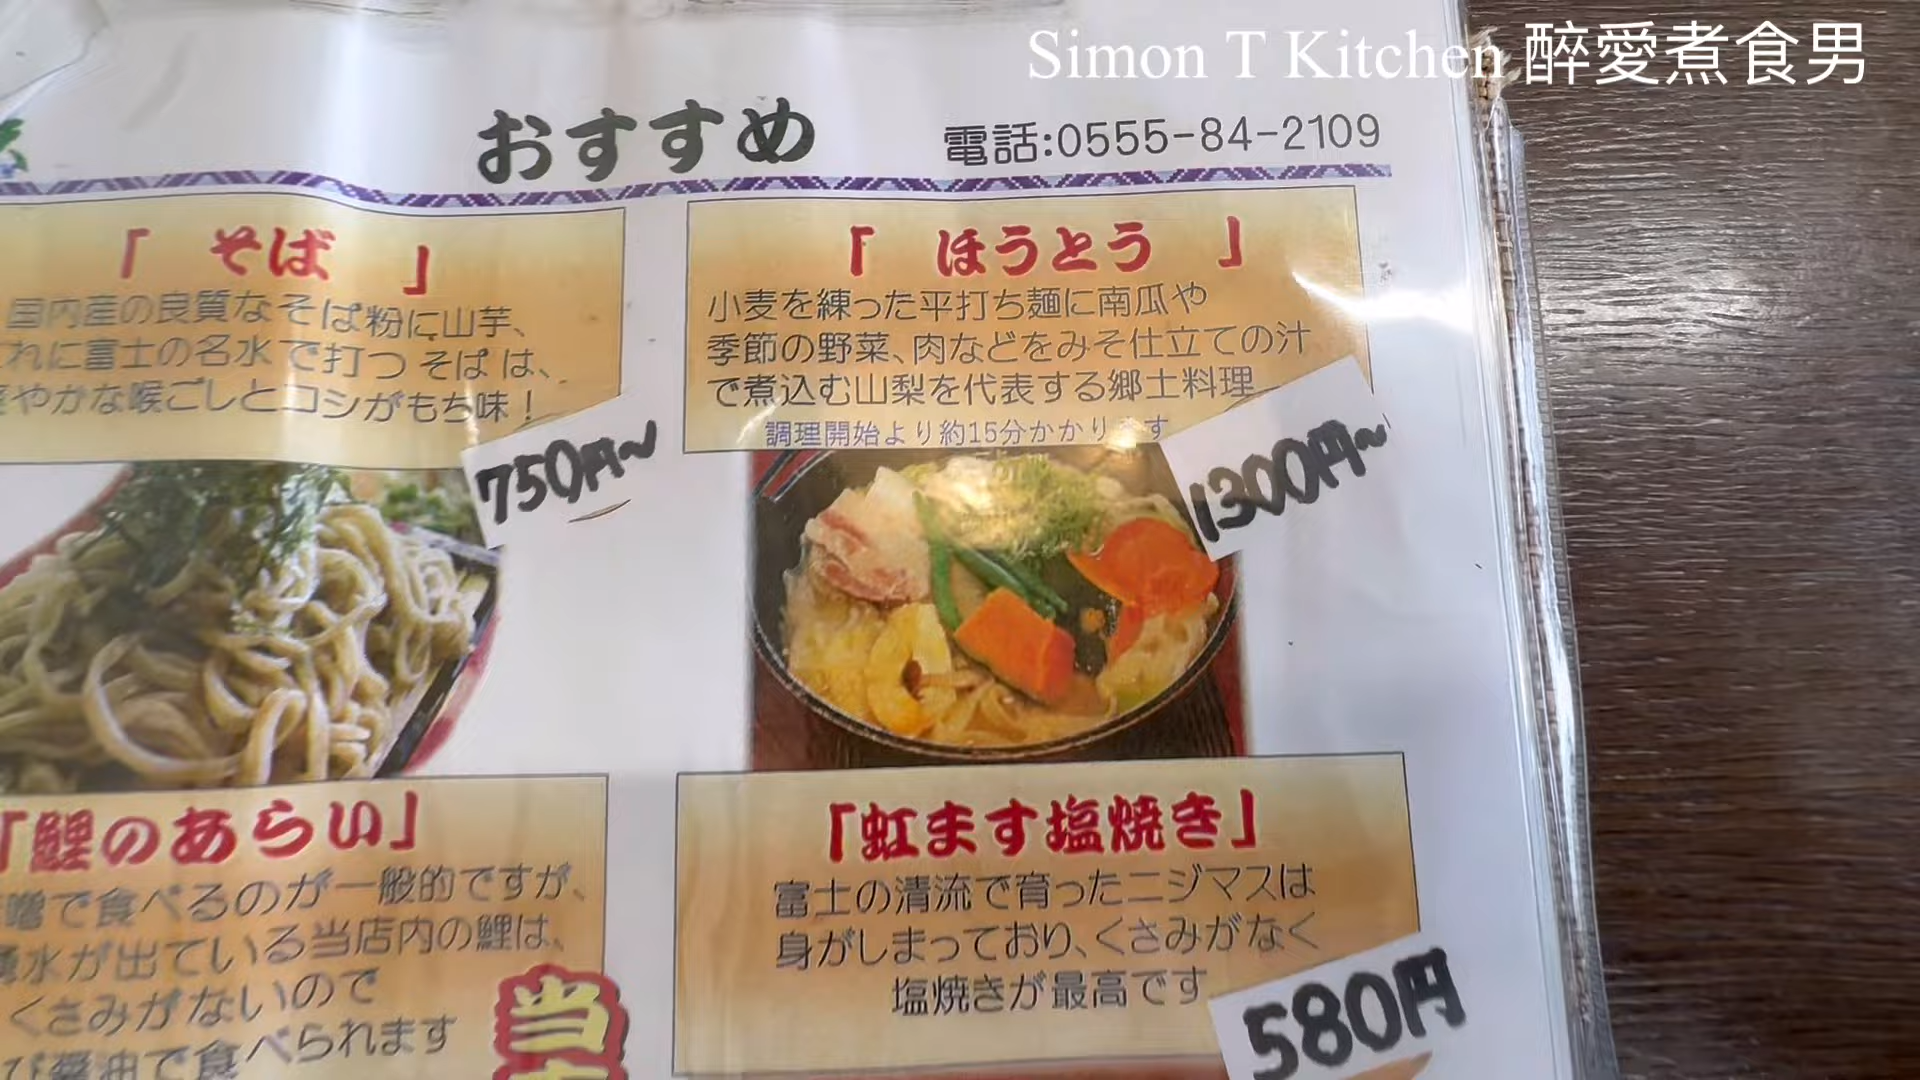 Simon T Kitchen 醉愛煮食男
おすすめ
電話:0555-84-2109
「 そば 」
国内産の良質なそば粉に山芋、
れに富士の名水で打つそばは、
やかな喉ごしとコシがもち味！
750円～
「 ほうとう 」
小麦を練った平打ち麺に南瓜や
季節の野菜、肉などをみそ仕立ての汁
で煮込む山梨を代表する郷土料理
調理開始より約15分かかります
1300円～
「鯉のあらい」
噌で食べるのが一般的ですが、
湧水が出ている当店内の鯉は、
くさみがないので
び醤油で食べられます
当
「虹ます塩焼き」
富士の清流で育ったニジマスは
身がしまっており、くさみがなく
塩焼きが最高です
580円